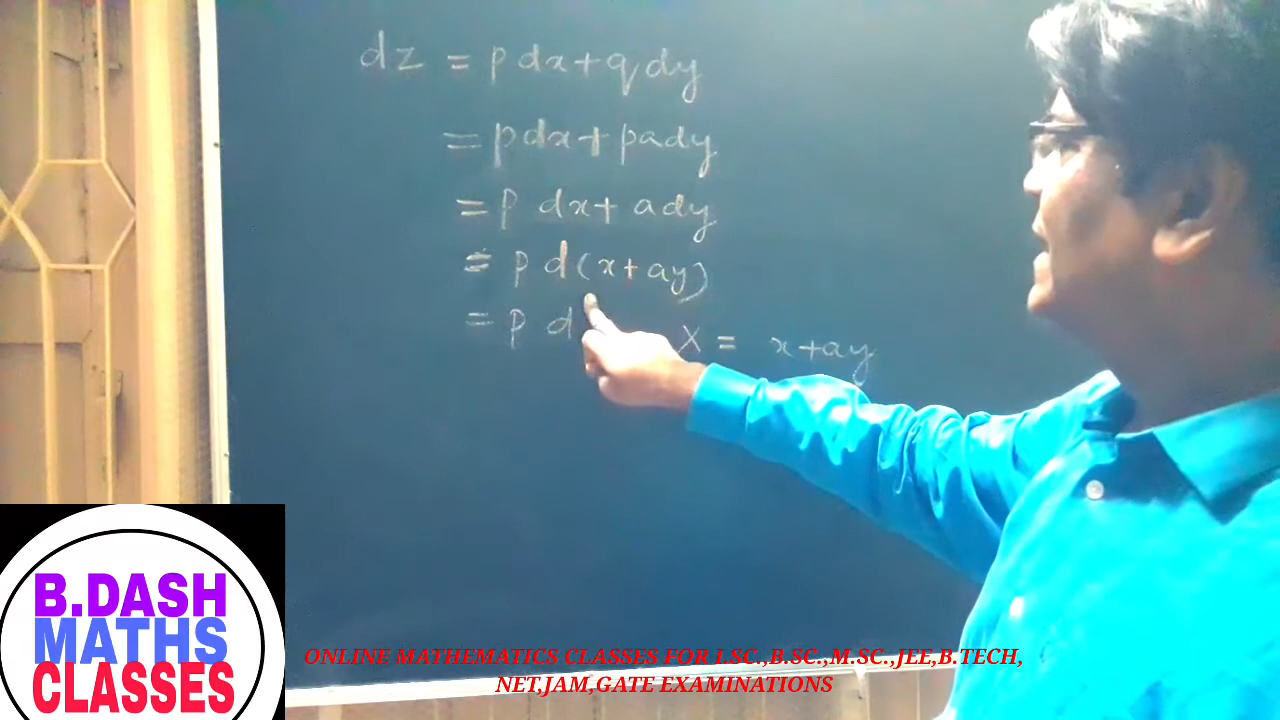 dz = p dx + q dy
= p dx + p a dy
= p dx + a dy
= p d(x + ay)
= p d
X = x + ay
B.DASH
MATHS
CLASSES
ONLINE MATHEMATICS CLASSES FOR I.SC.,B.SC.,M.SC.,JEE,B.TECH,
NET,JAM,GATE EXAMINATIONS